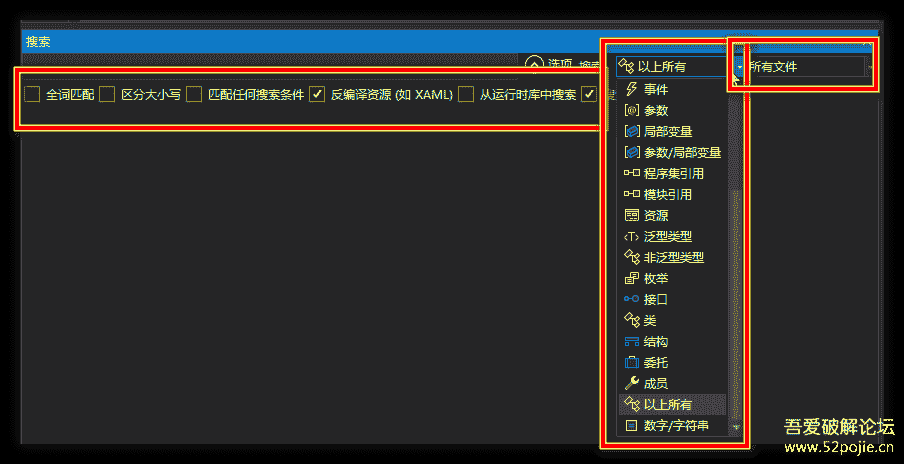 搜索
选项 搜索
以上所有
所有文件
全词匹配 区分大小写 匹配任何搜索条件 反编译资源 (如 XAML) 从运行时库中搜索
事件
参数
局部变量
参数/局部变量
程序集引用
模块引用
资源
泛型类型
非泛型类型
枚举
接口
类
结构
委托
成员
以上所有
数字/字符串
吾爱破解论坛
www.52pojie.cn